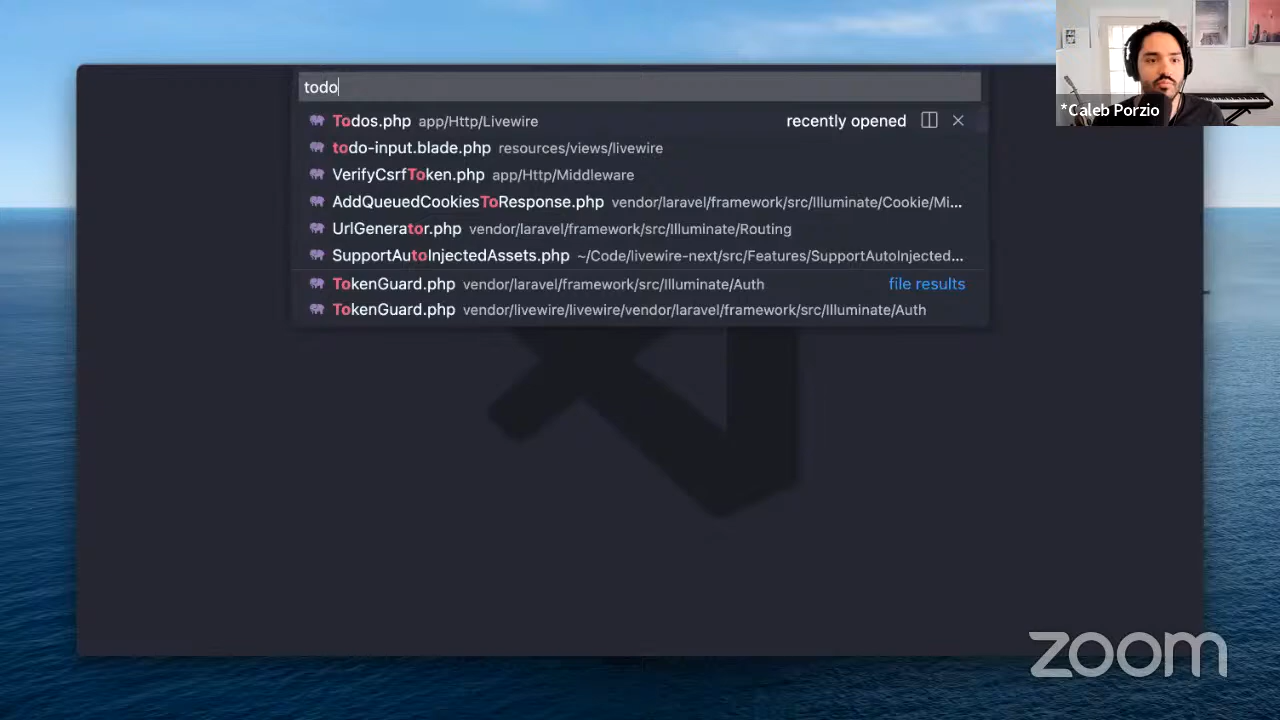 todo
Todos.php app/Http/Livewire recently opened
todo-input.blade.php resources/views/livewire
VerifyCsrfToken.php app/Http/Middleware
AddQueuedCookiesToResponse.php vendor/laravel/framework/src/Illuminate/Cookie/Mi...
UrlGenerator.php vendor/laravel/framework/src/Illuminate/Routing
SupportAutoInjectedAssets.php ~/Code/livewire-next/src/Features/SupportAutoInjected...
TokenGuard.php vendor/laravel/framework/src/Illuminate/Auth file results
TokenGuard.php vendor/livewire/livewire/vendor/laravel/framework/src/Illuminate/Auth
*Caleb Porzio
zoom